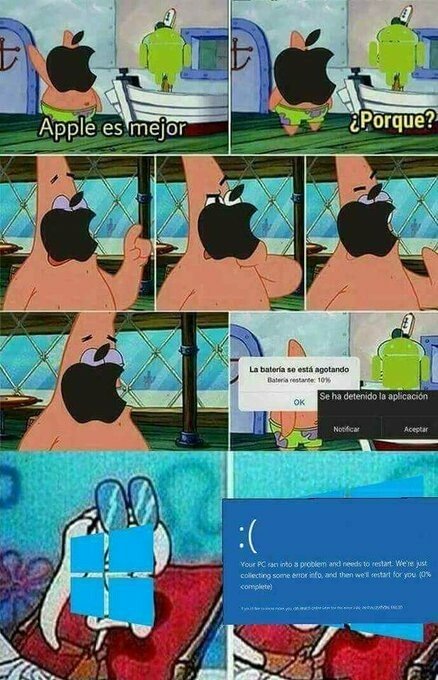 Apple es mejor
¿Porque?
La batería se está agotando
Batería restante: 10%
OK
Se ha detenido la aplicación
Notificar
Aceptar
:(
Your PC ran into a problem and needs to restart. We're just
collecting some error info, and then we'll restart for you. (0%
complete)